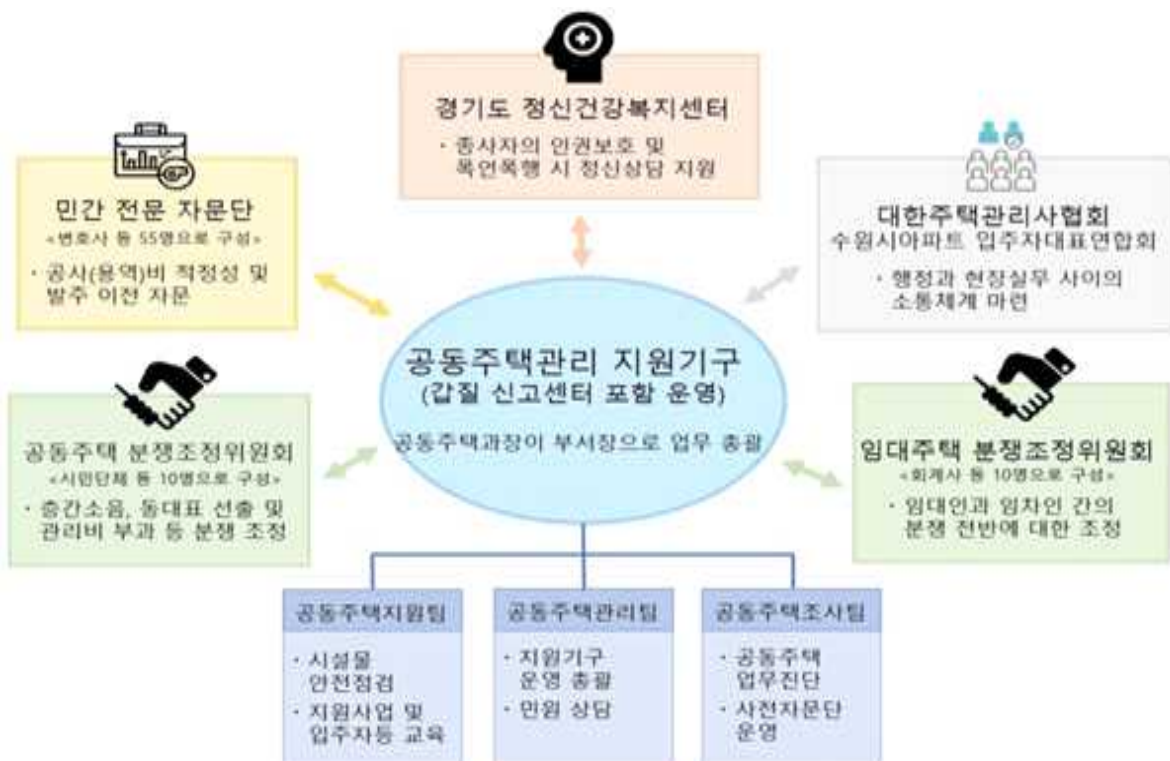 경기도 정신건강복지센터
· 종사자의 인권보호 및
폭언폭행 시 정신상담 지원
민간 전문 자문단
«변호사 등 55명으로 구성»
· 공사(용역)비 적정성 및
발주 이전 자문
대한주택관리사협회
수원시아파트 입주자대표연합회
· 행정과 현장실무 사이의
소통체계 마련
공동주택관리 지원기구
(갑질 신고센터 포함 운영)
공동주택과장이 부서장으로 업무 총괄
공동주택 분쟁조정위원회
«시민단체 등 10명으로 구성»
· 층간소음, 동대표 선출 및
관리비 부과 등 분쟁 조정
임대주택 분쟁조정위원회
«회계사 등 10명으로 구성»
· 임대인과 임차인 간의
분쟁 전반에 대한 조정
공동주택지원팀
· 시설물
안전점검
· 지원사업 및
입주자등 교육
공동주택관리팀
· 지원기구
운영 총괄
· 민원 상담
공동주택조사팀
· 공동주택
업무진단
· 사전자문단
운영